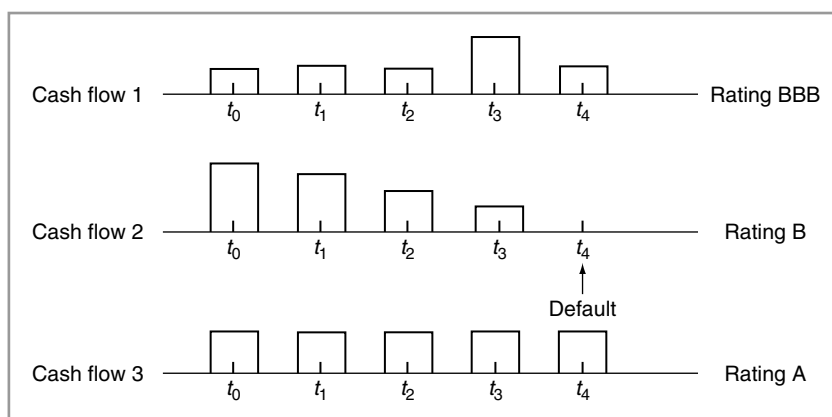 Cash flow 1 Rating BBB
t0 t1 t2 t3 t4
Cash flow 2 Rating B
t0 t1 t2 t3 t4
Default
Cash flow 3 Rating A
t0 t1 t2 t3 t4